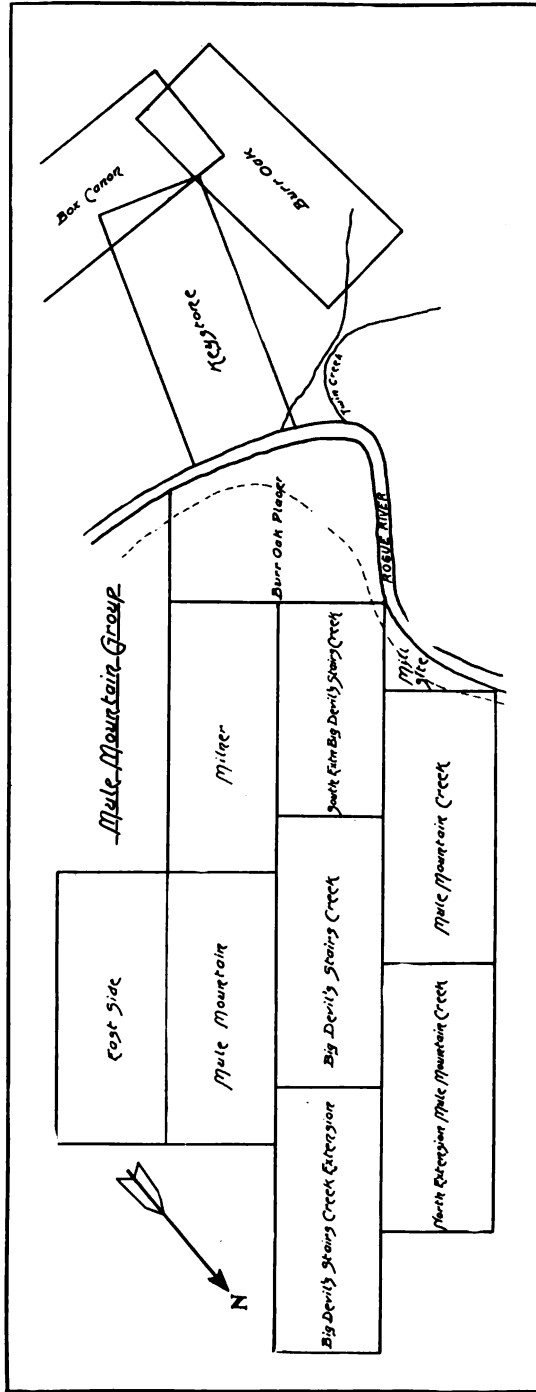 Mule Mountain Group
East Side
Mule Mountain
Milner
Burr Oak Placer
Keystone
Box Canon
Burr Oak
Big Devil's Stairs Creek Extension
Big Devil's Stairs Creek
South Extn Big Devil's Stairs Creek
North Extension Mule Mountain Creek
Mule Mountain Creek
Mill
site
ROGUE RIVER
Twin Creek
N